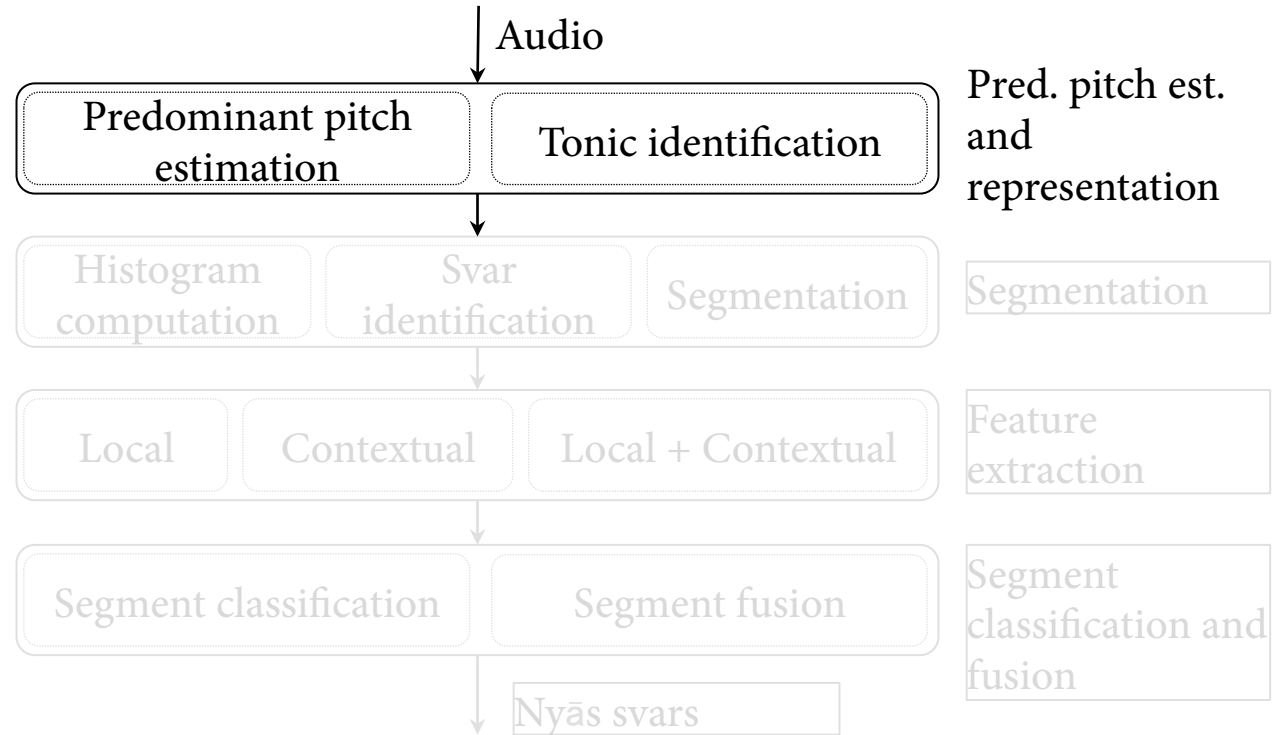 Audio
Predominant pitch
estimation
Tonic identification
Pred. pitch est.
and
representation
Histogram
computation
Svar
identification
Segmentation
Segmentation
Local
Contextual
Local + Contextual
Feature
extraction
Segment classification
Segment fusion
Segment
classification and
fusion
Nyās svars